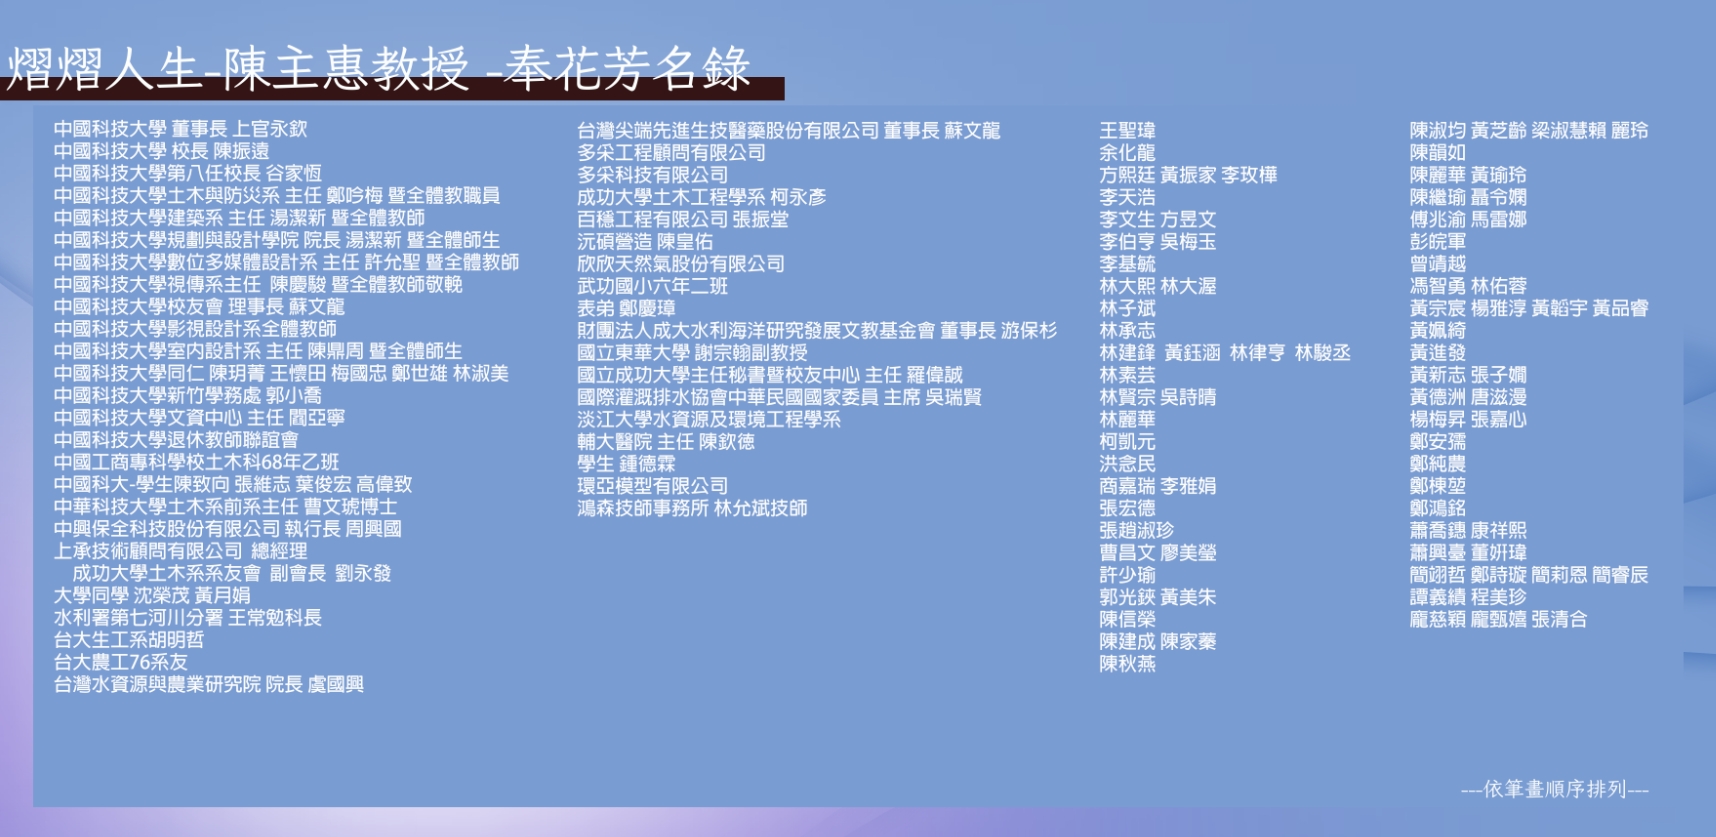 熠熠人生-陳主惠教授 -奉花芳名錄
中國科技大學 董事長 上官永欽
中國科技大學 校長 陳振遠
中國科技大學第八任校長 谷家恆
中國科技大學土木與防災系 主任 鄭吟梅 暨全體教職員
中國科技大學建築系 主任 湯潔新 暨全體教師
中國科技大學規劃與設計學院 院長 湯潔新 暨全體師生
中國科技大學數位多媒體設計系 主任 許允聖 暨全體教師
中國科技大學視傳系主任 陳慶駿 暨全體教師敬輓
中國科技大學校友會 理事長 蘇文龍
中國科技大學影視設計系全體教師
中國科技大學室內設計系 主任 陳鼎周 暨全體師生
中國科技大學同仁 陳玥菁 王懷田 梅國忠 鄭世雄 林淑美
中國科技大學新竹學務處 郭小喬
中國科技大學文資中心 主任 閻亞寧
中國科技大學退休教師聯誼會
中國工商專科學校土木科68年乙班
中國科大-學生陳致向 張維志 葉俊宏 高偉致
中華科技大學土木系前系主任 曹文琥博士
中興保全科技股份有限公司 執行長 周興國
上承技術顧問有限公司 總經理
成功大學土木系系友會 副會長 劉永發
大學同學 沈榮茂 黃月娟
水利署第七河川分署 王常勉科長
台大生工系胡明哲
台大農工76系友
台灣水資源與農業研究院 院長 虞國興
台灣尖端先進生技醫藥股份有限公司 董事長 蘇文龍
多采工程顧問有限公司
多采科技有限公司
成功大學土木工程學系 柯永彥
百穩工程有限公司 張振堂
沅碩營造 陳皇佑
欣欣天然氣股份有限公司
武功國小六年二班
表弟 鄭慶璋
財團法人成大水利海洋研究發展文教基金會 董事長 游保杉
國立東華大學 謝宗翰副教授
國立成功大學主任秘書暨校友中心 主任 羅偉誠
國際灌溉排水協會中華民國國家委員 主席 吳瑞賢
淡江大學水資源及環境工程學系
輔大醫院 主任 陳欽德
學生 鍾德霖
環亞模型有限公司
鴻森技師事務所 林允斌技師
王聖瑋
余化龍
方熙廷 黃振家 李玫樺
李天浩
李文生 方昱文
李伯亨 吳梅玉
李基毓
林大熙 林大渥
林子斌
林承志
林建鋒 黃鈺涵 林律亨 林駿丞
林素芸
林賢宗 吳詩晴
林麗華
柯凱元
洪念民
商嘉瑞 李雅娟
張宏德
張趙淑珍
曹昌文 廖美瑩
許少瑜
郭光鋏 黃美朱
陳信榮
陳建成 陳家蓁
陳秋燕
陳淑均 黃芝齡 梁淑慧賴 麗玲
陳韻如
陳麗華 黃瑜玲
陳繼瑜 聶令嫻
傅兆渝 馬雷娜
彭皖軍
曾靖越
馮智勇 林佑蓉
黃宗宸 楊雅淳 黃韜宇 黃品睿
黃姵綺
黃進發
黃新志 張子嫺
黃德洲 唐滋漫
楊梅昇 張嘉心
鄭安孺
鄭純農
鄭棟堃
鄭鴻銘
蕭喬鏸 康祥熙
蕭興臺 董妍瑋
簡翊哲 鄭詩璇 簡莉恩 簡睿辰
譚義績 程美珍
龐慈穎 龐甄嬉 張清合
---依筆畫順序排列---